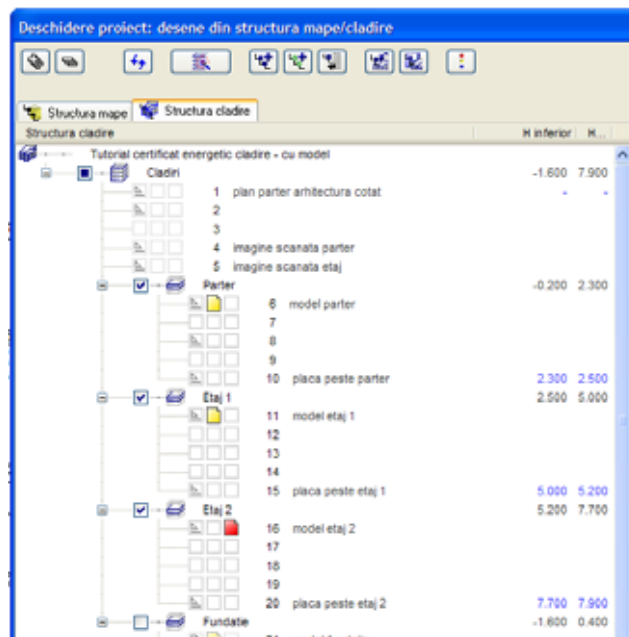 Deschidere proiect: desene din structura mape/cladire
Structura mape Structura cladire
Structura cladire H inferior H...
Tutorial certificat energetic cladire - cu model
Cladiri -1.600 7.900
1 plan parter arhitectura cotat - -
2
3
4 imagine scanata parter
5 imagine scanata etaj
Parter -0.200 2.300
6 model parter
7
8
9
10 placa peste parter 2.300 2.500
Etaj 1 2.500 5.000
11 model etaj 1
12
13
14
15 placa peste etaj 1 5.000 5.200
Etaj 2 5.200 7.700
16 model etaj 2
17
18
19
20 placa peste etaj 2 7.700 7.900
Fundatie -1.600 0.400